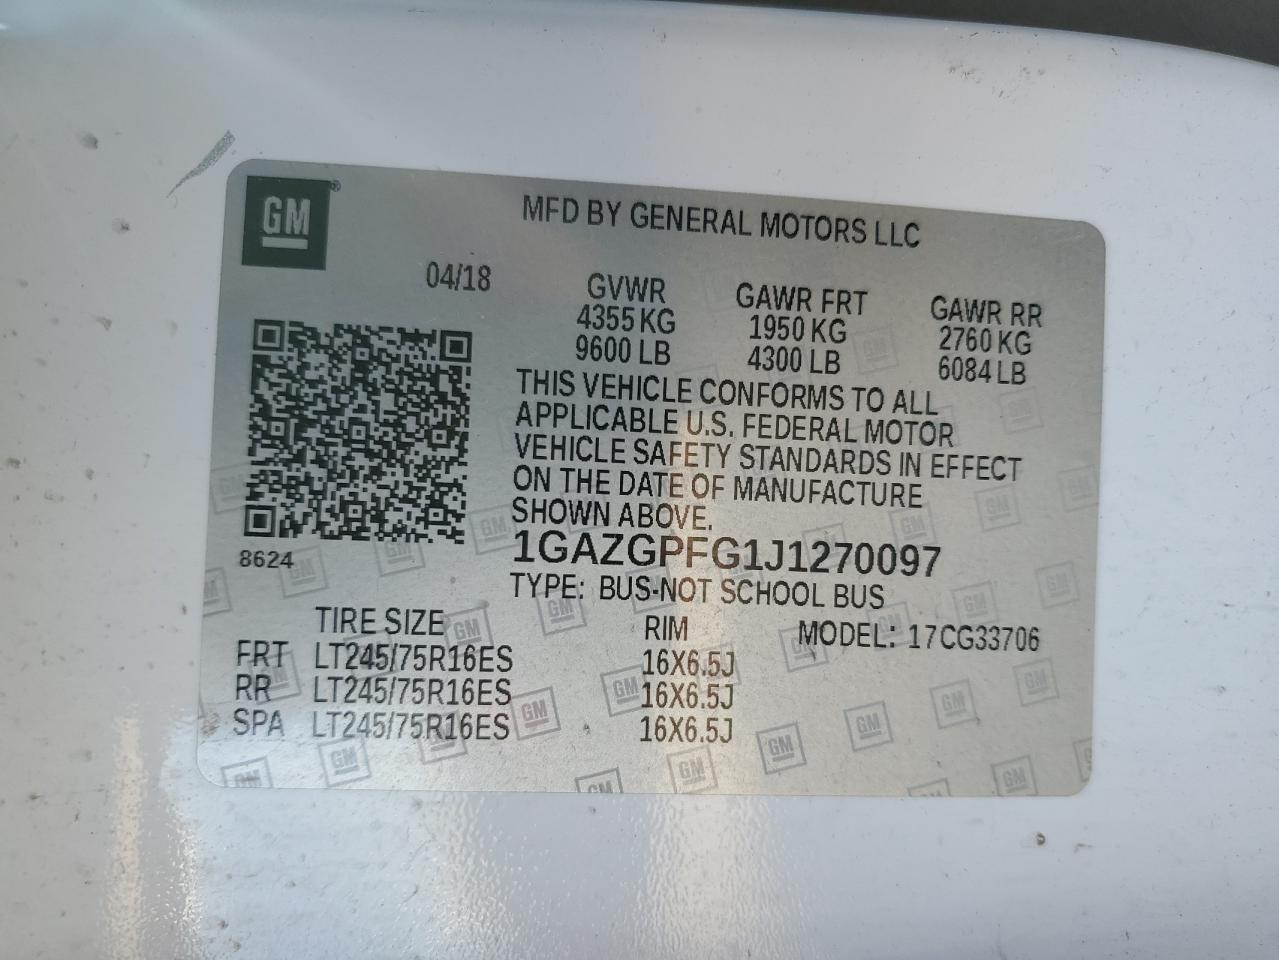 GM
MFD BY GENERAL MOTORS LLC
04/18
GVWR GAWR FRT GAWR RR
4355 KG 1950 KG 2760 KG
9600 LB 4300 LB 6084 LB
THIS VEHICLE CONFORMS TO ALL
APPLICABLE U.S. FEDERAL MOTOR
VEHICLE SAFETY STANDARDS IN EFFECT
ON THE DATE OF MANUFACTURE
SHOWN ABOVE.
8624
1GAZGPFG1J1270097
TYPE: BUS-NOT SCHOOL BUS
TIRE SIZE RIM MODEL: 17CG33706
FRT LT245/75R16ES 16X6.5J
RR LT245/75R16ES 16X6.5J
SPA LT245/75R16ES 16X6.5J